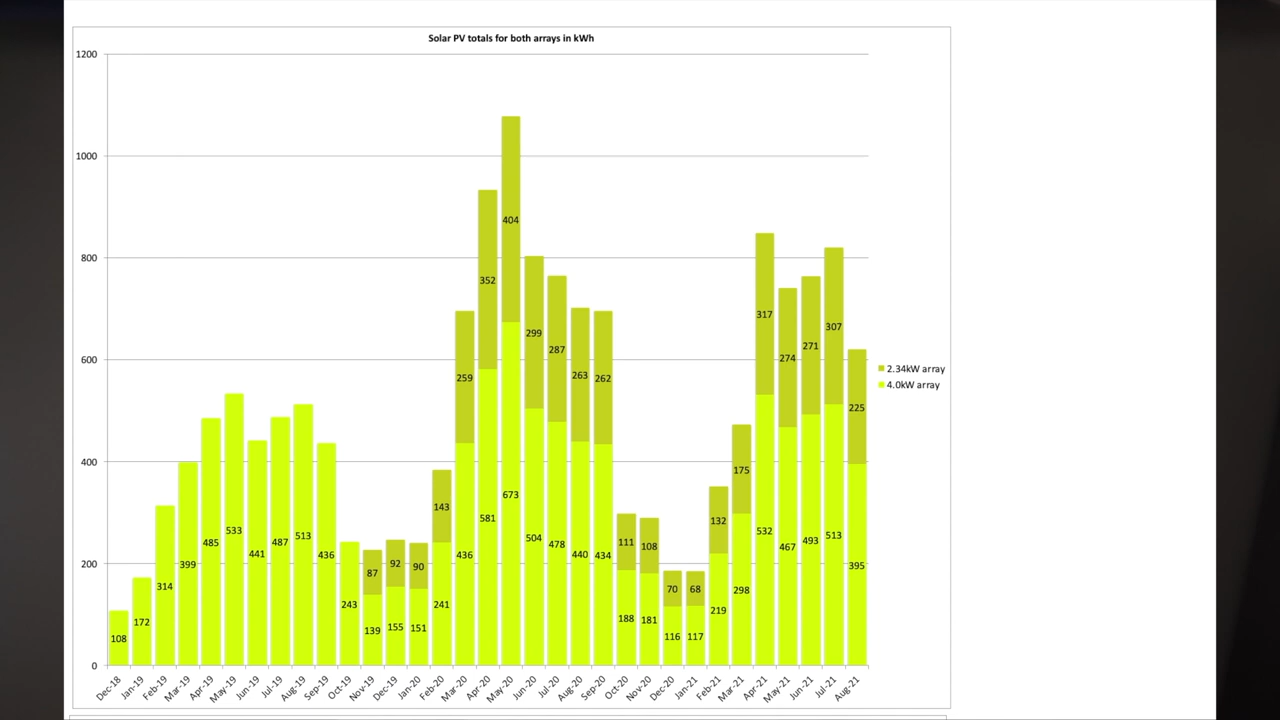 Solar PV totals for both arrays in kWh
1200
1000
800
600
400
200
0
108
172
314
399
485
533
441
487
513
436
243
87
139
92
155
90
151
143
241
259
436
352
581
404
673
299
504
287
478
263
440
262
434
111
188
108
181
70
116
68
117
132
219
175
298
317
532
274
467
271
493
307
513
225
395
2.34kW array
4.0kW array
Dec-18
Jan-19
Feb-19
Mar-19
Apr-19
May-19
Jun-19
Jul-19
Aug-19
Sep-19
Oct-19
Nov-19
Dec-19
Jan-20
Feb-20
Mar-20
Apr-20
May-20
Jun-20
Jul-20
Aug-20
Sep-20
Oct-20
Nov-20
Dec-20
Jan-21
Feb-21
Mar-21
Apr-21
May-21
Jun-21
Jul-21
Aug-21